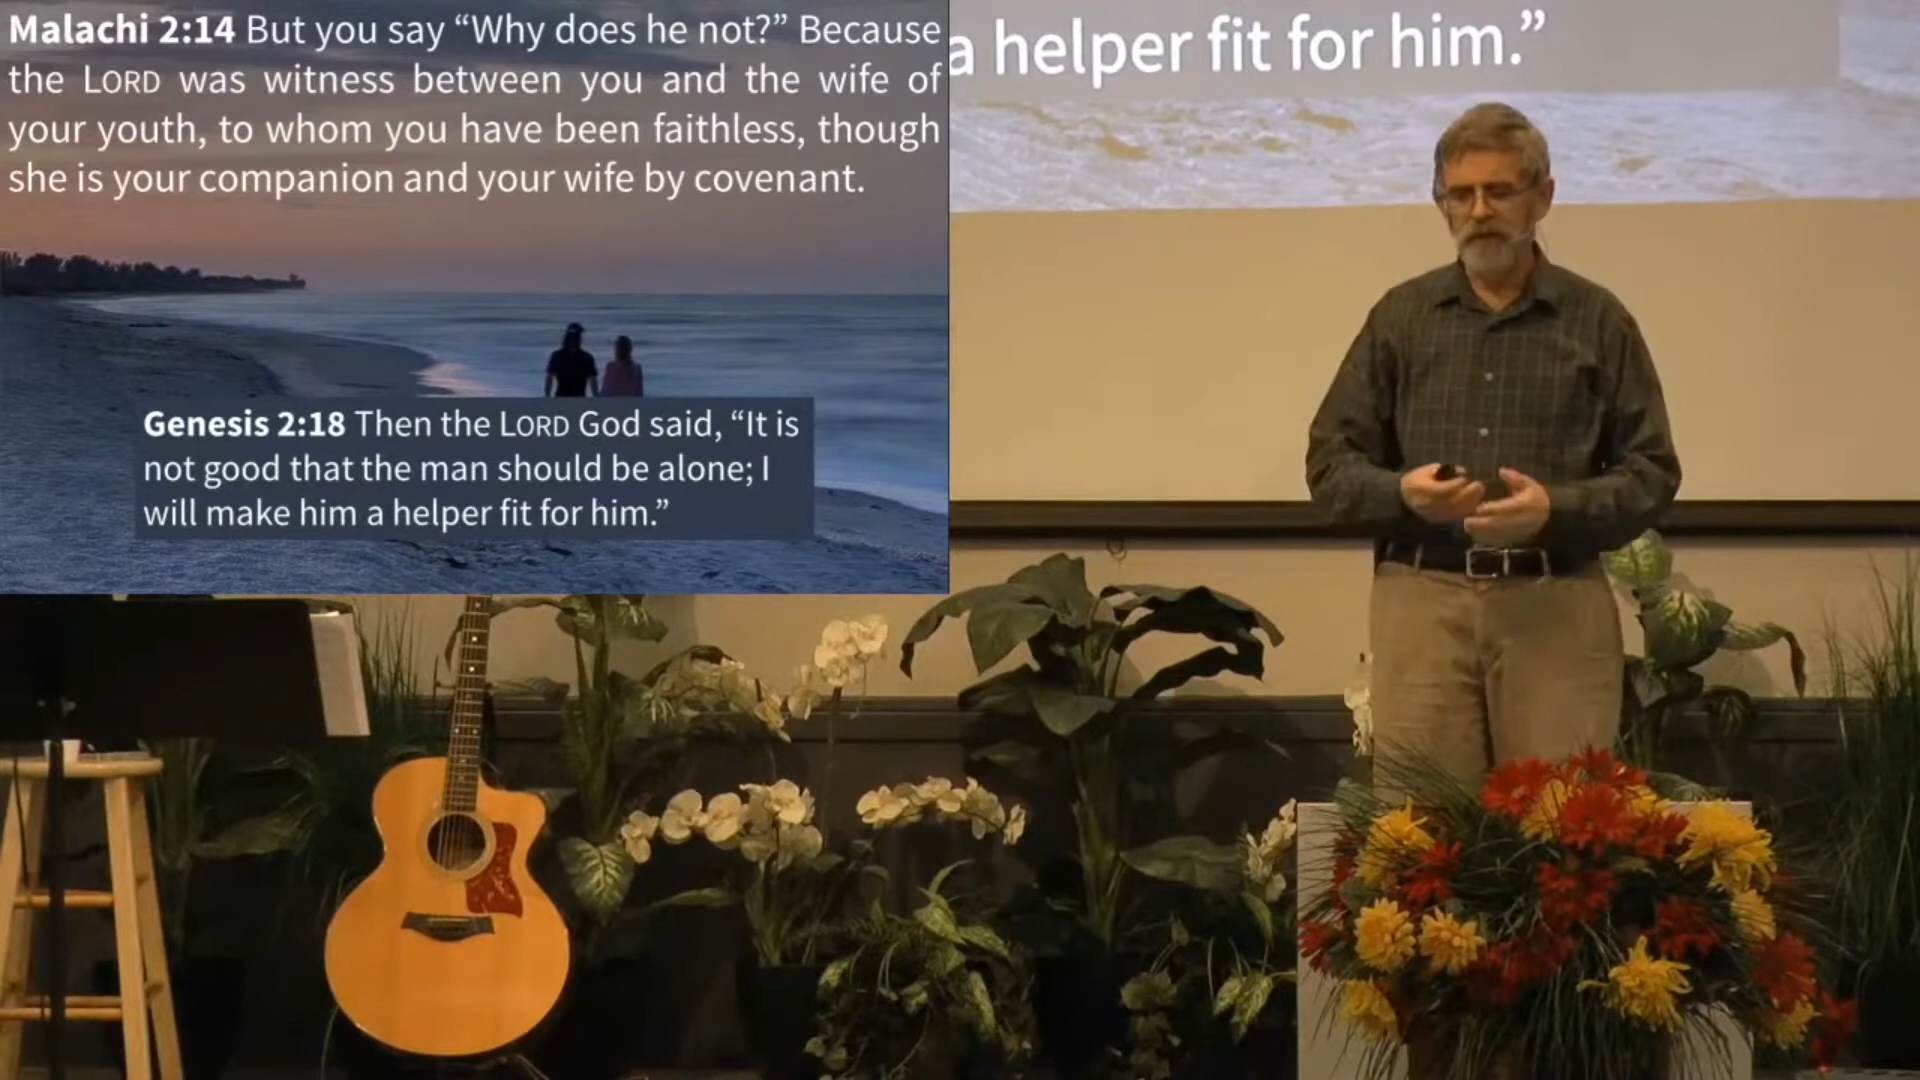 Malachi 2:14 But you say “Why does he not?” Because
the LORD was witness between you and the wife of
your youth, to whom you have been faithless, though
she is your companion and your wife by covenant.
Genesis 2:18 Then the LORD God said, “It is
not good that the man should be alone; I
will make him a helper fit for him.”
a helper fit for him.”